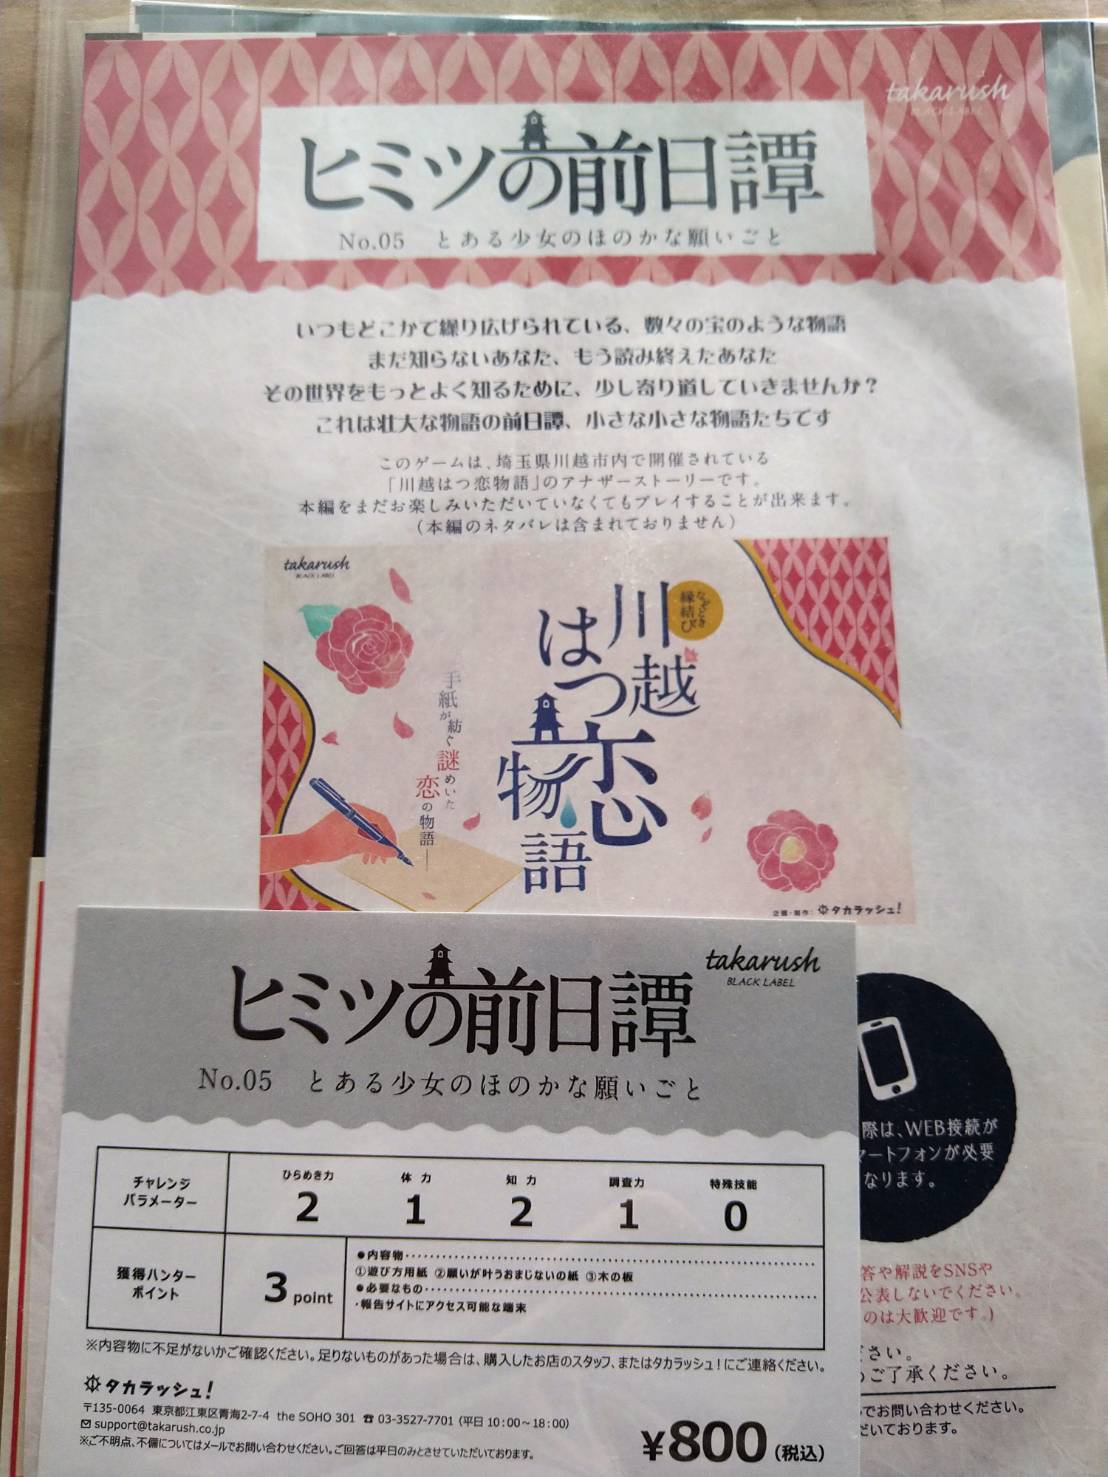 takarush
BLACK LABEL
ヒミツの前日譚
No.05 とある少女のほのかな願いごと
いつもどこかで繰り広げられている、数々の宝のような物語
まだ知らないあなた、もう読み終えたあなた
その世界をもっとよく知るために、少し寄り道していきませんか？
これは壮大な物語の前日譚、小さな小さな物語たちです
このゲームは、埼玉県川越市内で開催されている
「川越はつ恋物語」のアナザーストーリーです。
本編をまだお楽しみいただいていなくてもプレイすることが出来ます。
（本編のネタバレは含まれておりません）
takarush
BLACK LABEL
なぞとき
縁結び
川越
はつ恋
物語
手紙が紡ぐ
謎めいた
恋の物語―
企画・制作：タカラッシュ！
際は、WEB接続が
マートフォンが必要
なります。
答や解説をSNSや
公表しないでください。
のは大歓迎です。)
ださい。
めご了承ください。
でお問い合わせください。
だいております。
takarush
BLACK LABEL
ヒミツの前日譚
No.05 とある少女のほのかな願いごと
チャレンジ
パラメーター
ひらめき力 体力 知力 調査力 特殊技能
2 1 2 1 0
獲得ハンター
ポイント
3 point
●内容物
①遊び方用紙 ②願いが叶うおまじないの紙 ③木の板
●必要なもの
・報告サイトにアクセス可能な端末
※内容物に不足がないかご確認ください。足りないものがあった場合は、購入したお店のスタッフ、またはタカラッシュ！にご連絡ください。
タカラッシュ！
〒135-0064 東京都江東区青海2-7-4 the SOHO 301 ☎ 03-3527-7701（平日 10：00～18：00）
✉ support@takarush.co.jp
※ご不明点、不備についてはメールでお問い合わせください。ご回答は平日のみとさせていただいております。
¥800（税込）